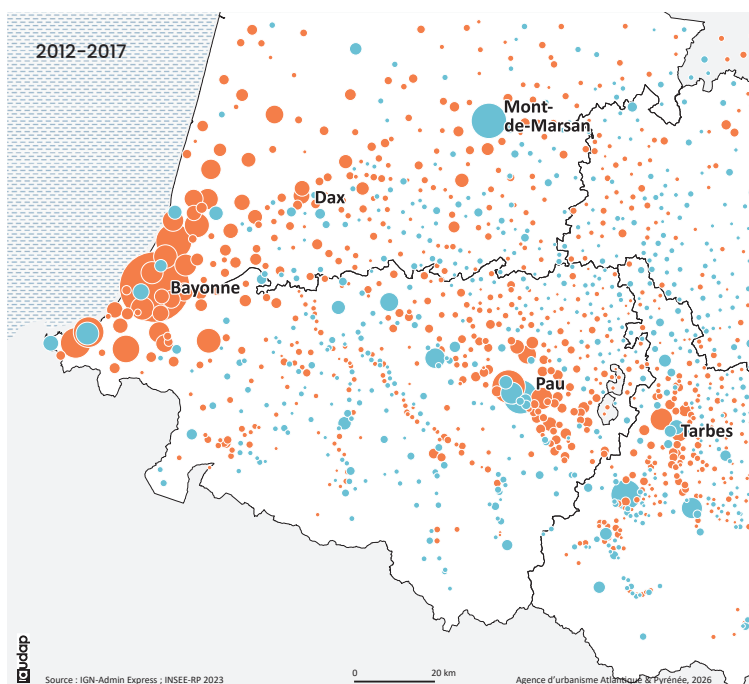 2012-2017
Mont-
de-Marsan
Dax
Bayonne
Pau
Tarbes
audap
Source : IGN-Admin Express ; INSEE-RP 2023
0 20 km
Agence d'urbanisme Atlantique & Pyrénée, 2026